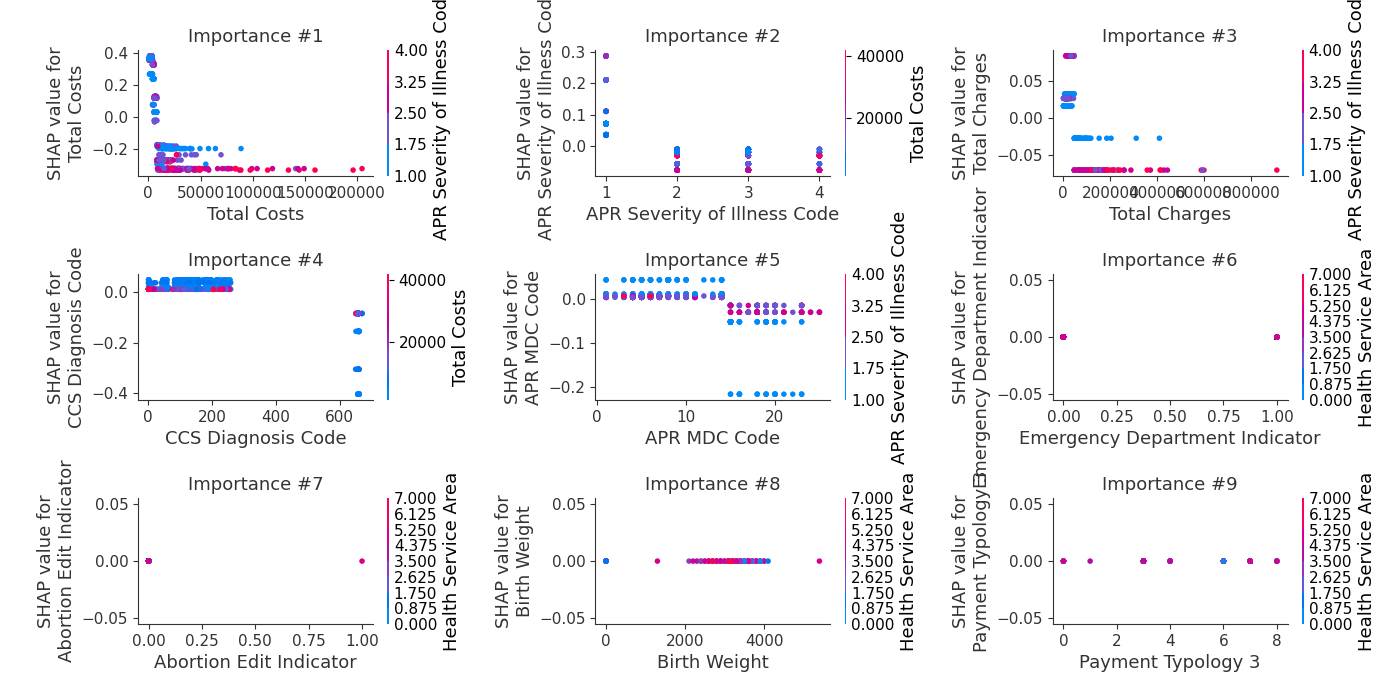 Importance #1
SHAP value for
Total Costs
0.4
0.2
0.0
−0.2
0
50000
100000
150000
200000
Total Costs
4.00
3.25
2.50
1.75
1.00
APR Severity of Illness Code
Importance #2
SHAP value for
APR Severity of Illness Code
0.3
0.2
0.1
0.0
1
2
3
4
APR Severity of Illness Code
40000
20000
Total Costs
Importance #3
SHAP value for
Total Charges
0.05
0.00
−0.05
0
200000
400000
600000
800000
Total Charges
4.00
3.25
2.50
1.75
1.00
APR Severity of Illness Code
Importance #4
SHAP value for
CCS Diagnosis Code
0.0
−0.2
−0.4
0
200
400
600
CCS Diagnosis Code
40000
20000
Total Costs
Importance #5
SHAP value for
APR MDC Code
0.0
−0.1
−0.2
0
10
20
APR MDC Code
4.00
3.25
2.50
1.75
1.00
APR Severity of Illness Code
Importance #6
SHAP value for
Emergency Department Indicator
0.05
0.00
−0.05
0.00
0.25
0.50
0.75
1.00
Emergency Department Indicator
7.000
6.125
5.250
4.375
3.500
2.625
1.750
0.875
0.000
Health Service Area
Importance #7
SHAP value for
Abortion Edit Indicator
0.05
0.00
−0.05
0.00
0.25
0.50
0.75
1.00
Abortion Edit Indicator
7.000
6.125
5.250
4.375
3.500
2.625
1.750
0.875
0.000
Health Service Area
Importance #8
SHAP value for
Birth Weight
0.05
0.00
−0.05
0
2000
4000
Birth Weight
7.000
6.125
5.250
4.375
3.500
2.625
1.750
0.875
0.000
Health Service Area
Importance #9
SHAP value for
Payment Typology 3
0.05
0.00
−0.05
0
2
4
6
8
Payment Typology 3
7.000
6.125
5.250
4.375
3.500
2.625
1.750
0.875
0.000
Health Service Area